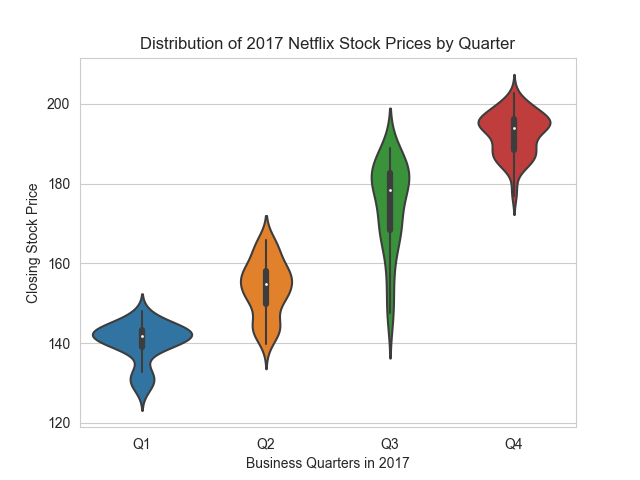 Distribution of 2017 Netflix Stock Prices by Quarter
Closing Stock Price
200
180
160
140
120
Q1 Q2 Q3 Q4
Business Quarters in 2017